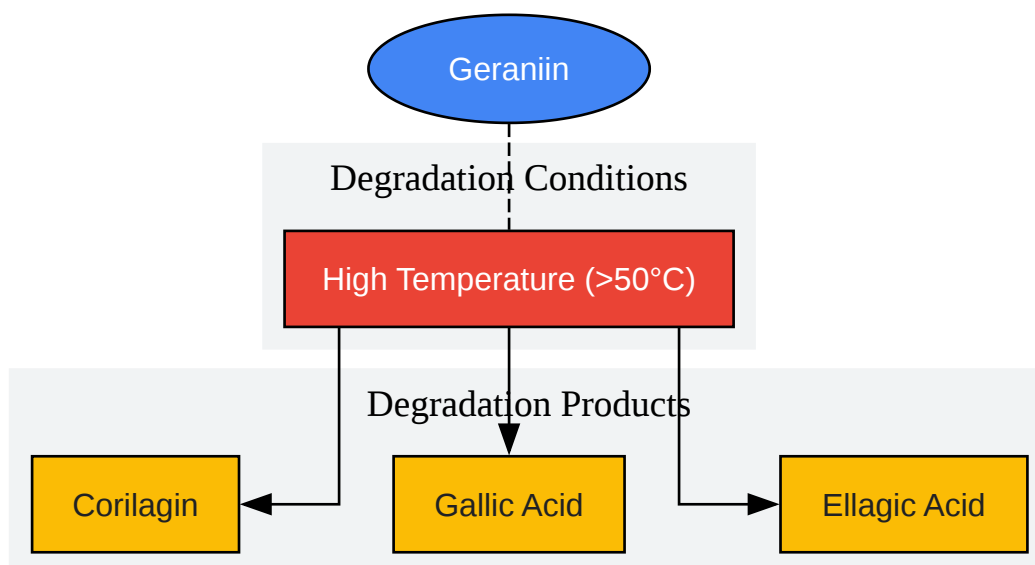 Geraniin
Degradation Conditions
High Temperature (>50°C)
Degradation Products
Corilagin
Gallic Acid
Ellagic Acid